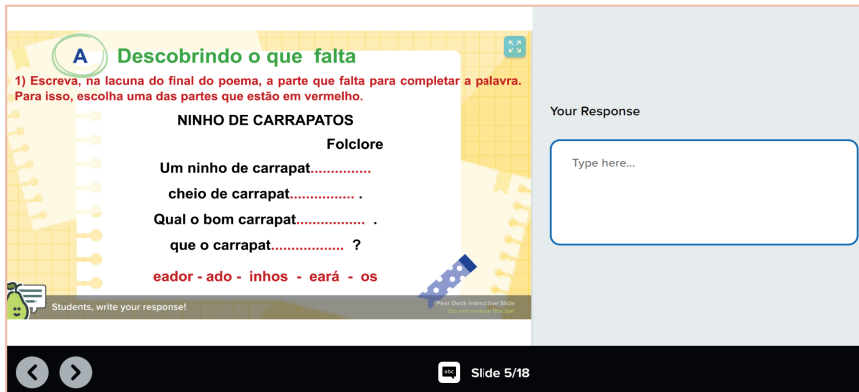 A Descobrindo o que falta
1) Escreva, na lacuna do final do poema, a parte que falta para completar a palavra.
Para isso, escolha uma das partes que estão em vermelho.
NINHO DE CARRAPATOS
Folclore
Um ninho de carrapat...............
cheio de carrapat................ .
Qual o bom carrapat................. .
que o carrapat.................. ?
eador - ado - inhos - eará - os
Students, write your response!
Pear Deck Interactive Slide
Do not remove this bar
Your Response
Type here...
abc
Slide 5/18